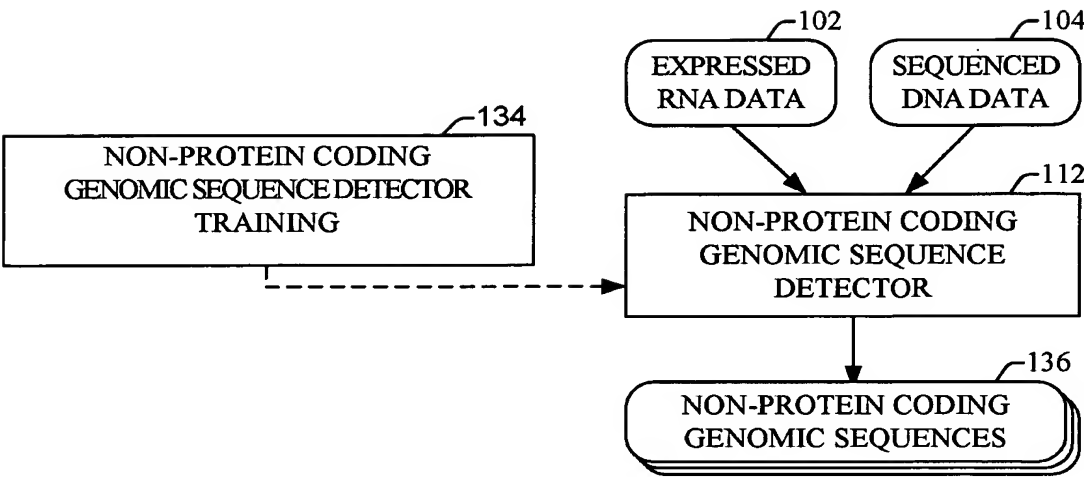 102
EXPRESSED
RNA DATA
104
SEQUENCED
DNA DATA
134
NON-PROTEIN CODING
GENOMIC SEQUENCE DETECTOR
TRAINING
112
NON-PROTEIN CODING
GENOMIC SEQUENCE
DETECTOR
136
NON-PROTEIN CODING
GENOMIC SEQUENCES